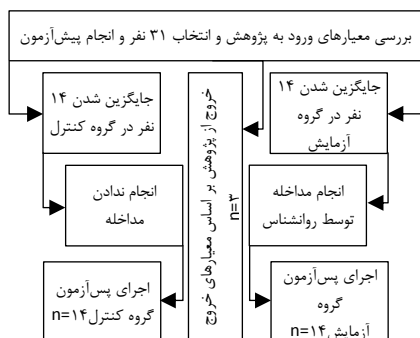 بررسی معیارهای ورود به پژوهش و انتخاب ۳۱ نفر و انجام پیش‌آزمون
جایگزین شدن ۱۴
نفر در گروه
آزمایش
خروج از پژوهش بر اساس معیارهای خروج
n=۳
جایگزین شدن ۱۴
نفر در گروه کنترل
انجام مداخله
توسط روانشناس
انجام ندادن
مداخله
اجرای پس‌آزمون
گروه
آزمایش n=۱۴
اجرای پس‌آزمون
گروه کنترل n=۱۴